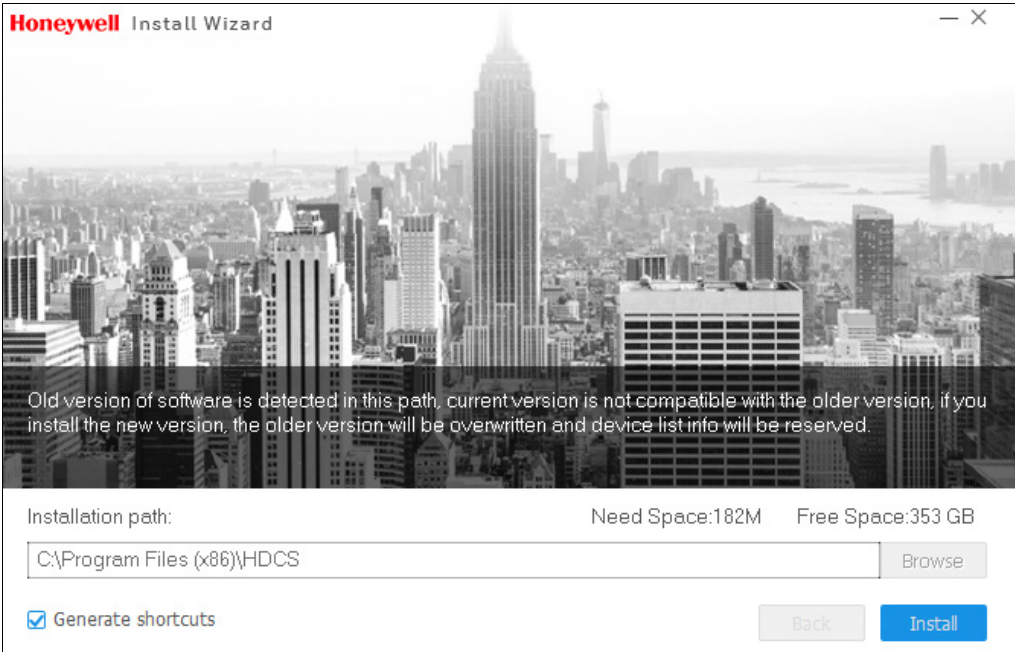 Honeywell Install Wizard
Old version of software is detected in this path, current version is not compatible with the older version, if you
install the new version, the older version will be overwritten and device list info will be reserved.
Installation path: Need Space:182M Free Space:353 GB
C:\Program Files (x86)\HDCS Browse
Generate shortcuts Back Install